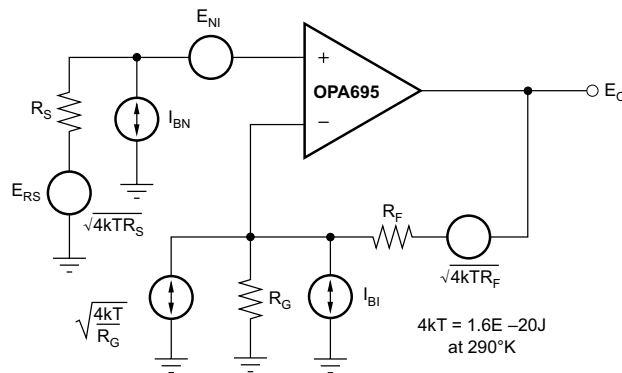 E_NI
R_S
I_BN
+
OPA695
−
E_O
E_RS
√4kTR_S
R_F
√4kTR_F
√4kT/R_G
R_G
I_BI
4kT = 1.6E –20J
at 290°K